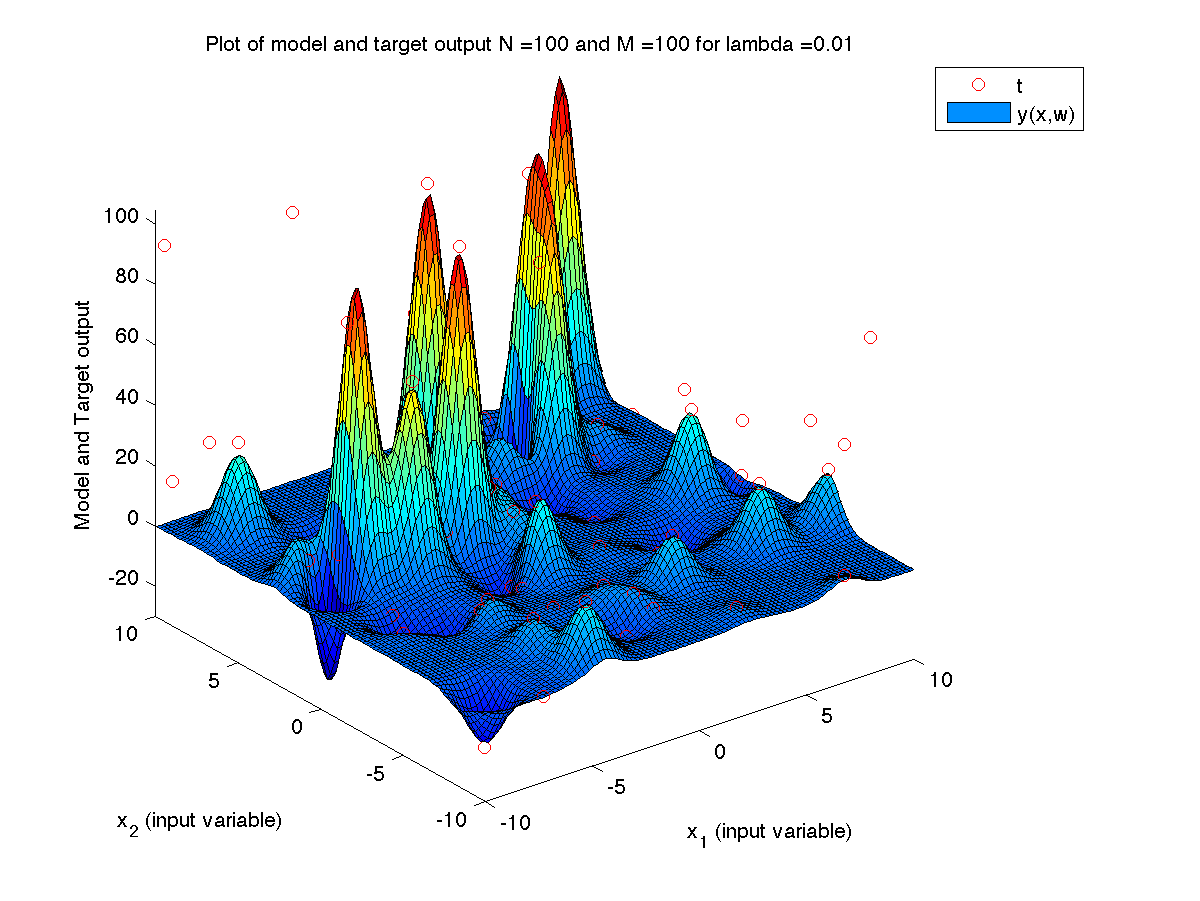 Plot of model and target output N =100 and M =100 for lambda =0.01
t
y(x,w)
100
80
60
40
20
0
-20
Model and Target output
10
5
0
-5
-10
x2 (input variable)
-10
-5
0
5
10
x1 (input variable)